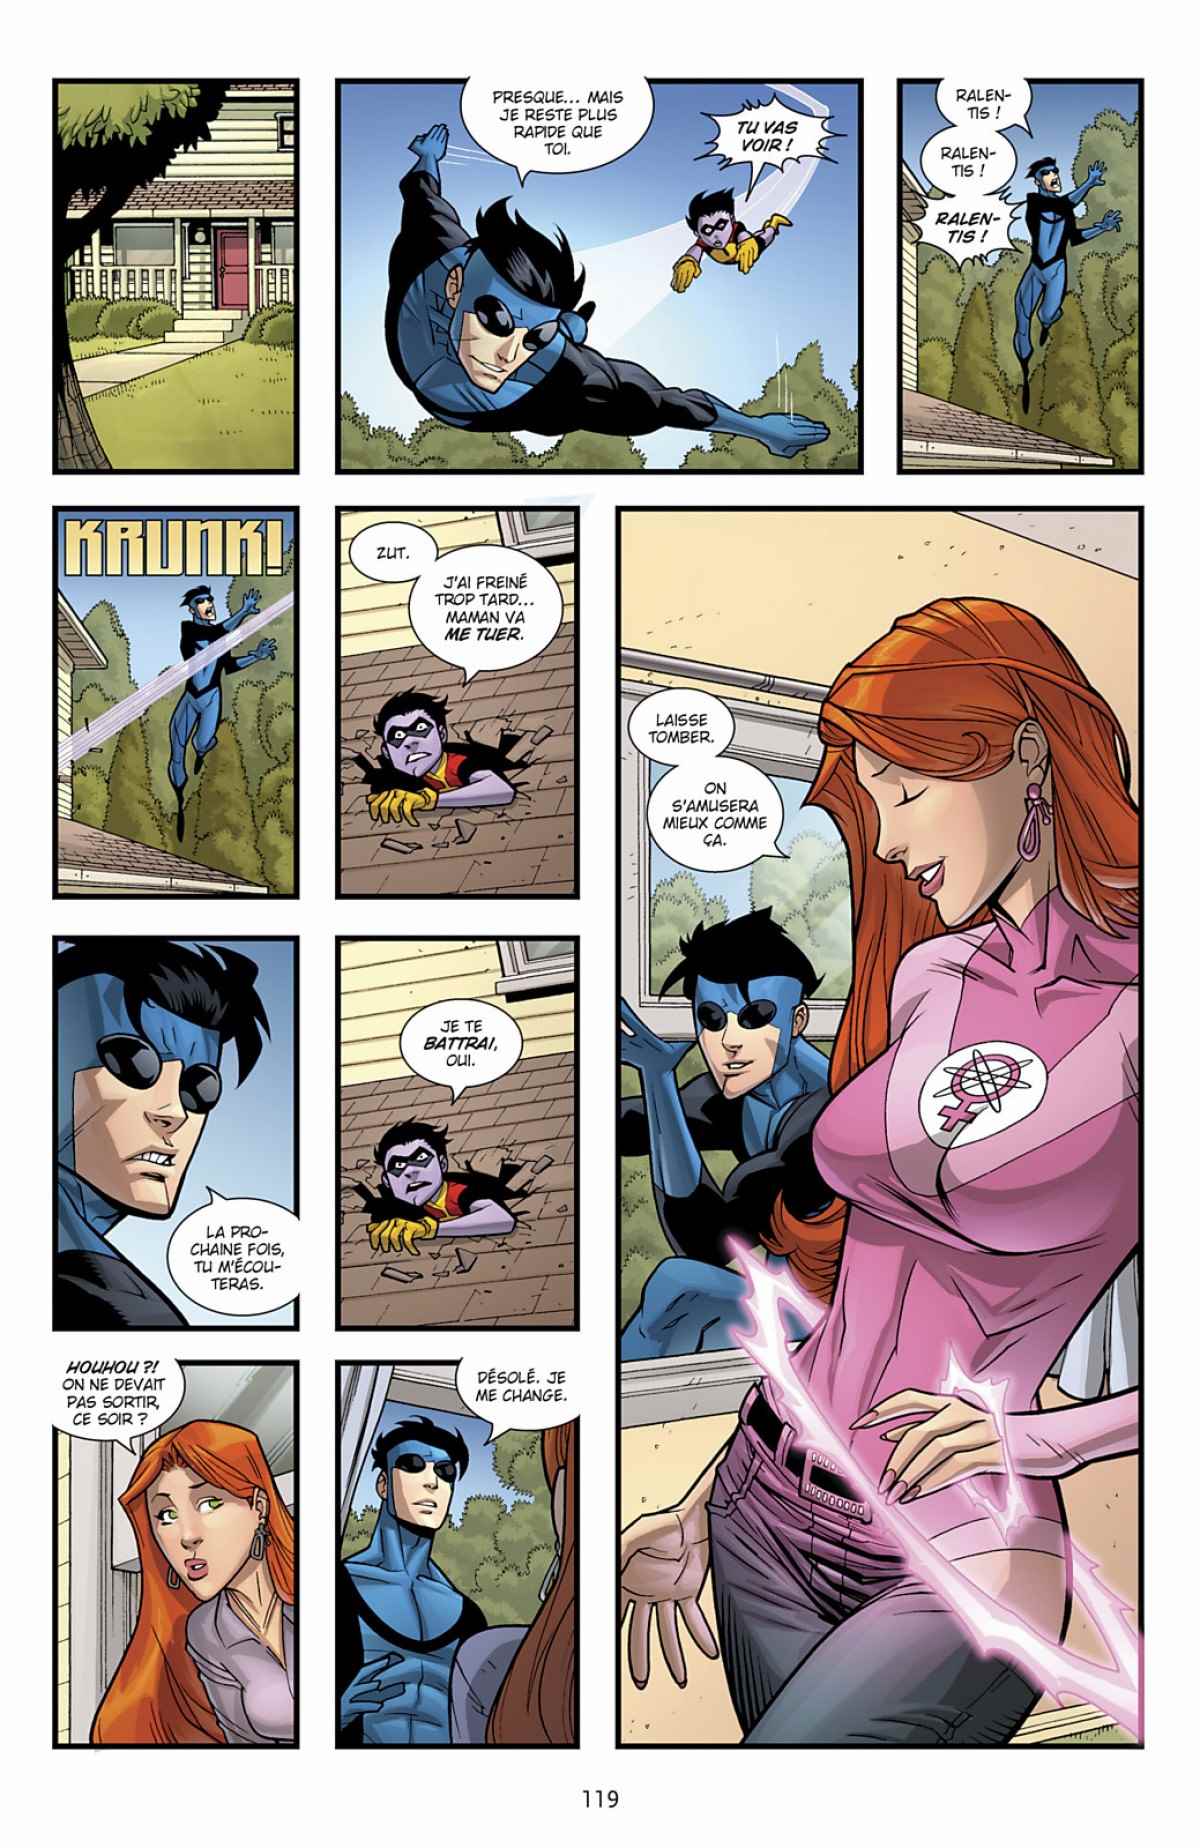 PRESQUE... MAIS
JE RESTE PLUS
RAPIDE QUE
TOI.
TU VAS
VOIR !
RALEN-
TIS !
RALEN-
TIS !
RALEN-
TIS !
KRUNK!
ZUT.
J'AI FREINÉ
TROP TARD...
MAMAN VA
ME TUER.
LA PRO-
CHAINE FOIS,
TU M'ÉCOU-
TERAS.
JE TE
BATTRAI,
OUI.
HOUHOU ?!
ON NE DEVAIT
PAS SORTIR,
CE SOIR ?
DÉSOLÉ. JE
ME CHANGE.
LAISSE
TOMBER.
ON
S'AMUSERA
MIEUX COMME
ÇA.
119